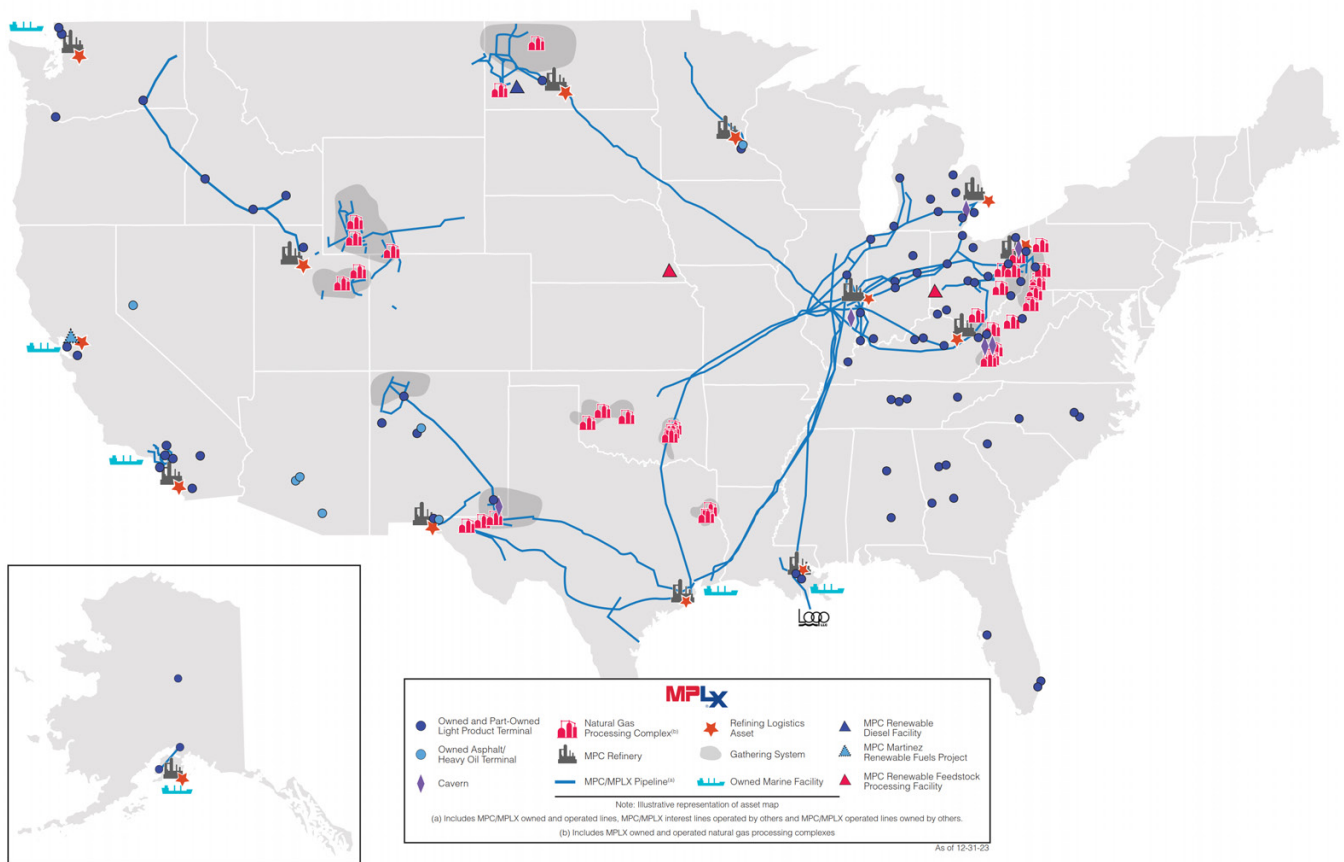 LOOP
LLC
MPLX
Owned and Part-Owned
Light Product Terminal
Natural Gas
Processing Complex(b)
Refining Logistics
Asset
MPC Renewable
Diesel Facility
Owned Asphalt/
Heavy Oil Terminal
MPC Refinery
Gathering System
MPC Martinez
Renewable Fuels Project
Cavern
MPC/MPLX Pipeline(a)
Owned Marine Facility
MPC Renewable Feedstock
Processing Facility
Note: Illustrative representation of asset map
(a) Includes MPC/MPLX owned and operated lines, MPC/MPLX interest lines operated by others and MPC/MPLX operated lines owned by others.
(b) Includes MPLX owned and operated natural gas processing complexes
As of 12-31-23